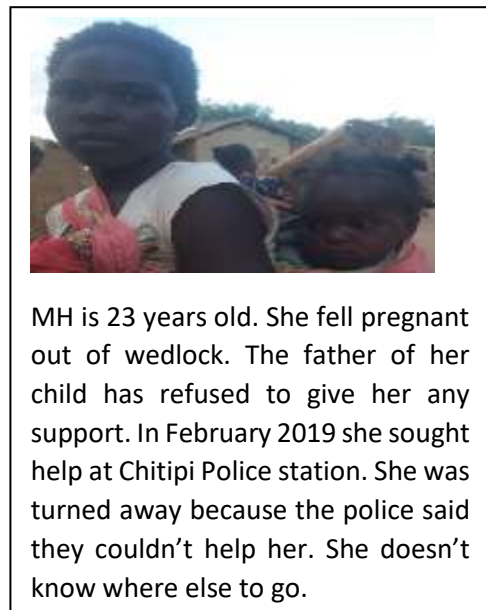 MH is 23 years old. She fell pregnant
out of wedlock. The father of her
child has refused to give her any
support. In February 2019 she sought
help at Chitipi Police station. She was
turned away because the police said
they couldn’t help her. She doesn’t
know where else to go.